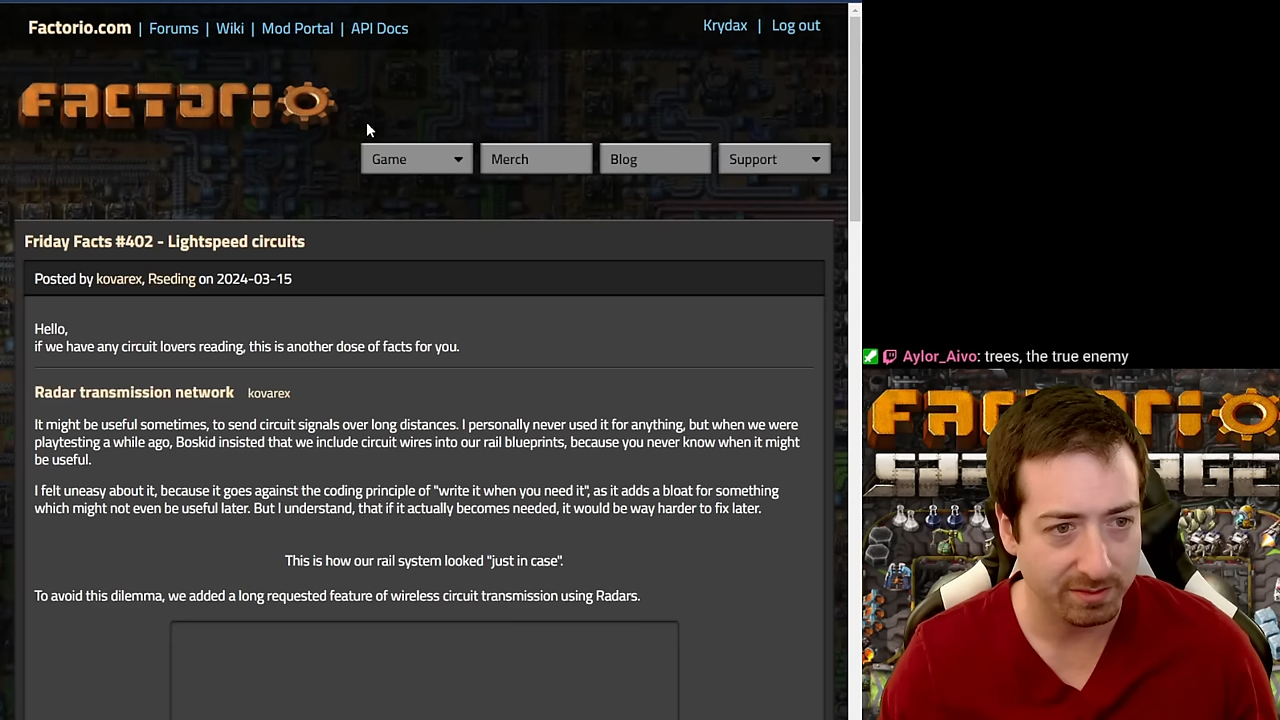 Factorio.com | Forums | Wiki | Mod Portal | API Docs
Krydax | Log out
FACTORIO
Game
Merch
Blog
Support
Friday Facts #402 - Lightspeed circuits
Posted by kovarex, Rseding on 2024-03-15
Hello,
if we have any circuit lovers reading, this is another dose of facts for you.
Radar transmission network kovarex
It might be useful sometimes, to send circuit signals over long distances. I personally never used it for anything, but when we were
playtesting a while ago, Boskid insisted that we include circuit wires into our rail blueprints, because you never know when it might
be useful.
I felt uneasy about it, because it goes against the coding principle of "write it when you need it", as it adds a bloat for something
which might not even be useful later. But I understand, that if it actually becomes needed, it would be way harder to fix later.
This is how our rail system looked "just in case".
To avoid this dilemma, we added a long requested feature of wireless circuit transmission using Radars.
Aylor_Aivo: trees, the true enemy